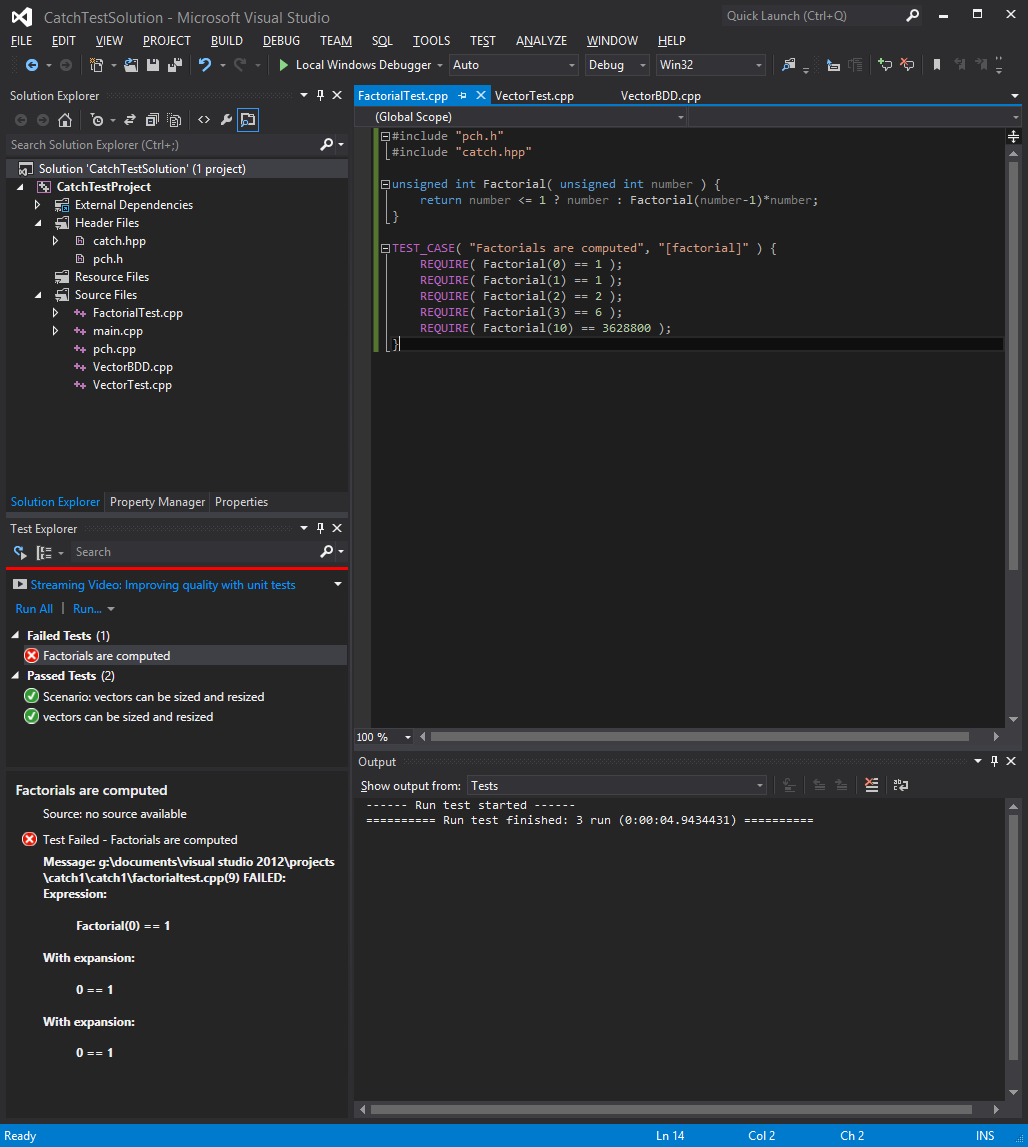 CatchTestSolution - Microsoft Visual Studio
Quick Launch (Ctrl+Q)
FILE EDIT VIEW PROJECT BUILD DEBUG TEAM SQL TOOLS TEST ANALYZE WINDOW HELP
Local Windows Debugger Auto Debug Win32
Solution Explorer
Search Solution Explorer (Ctrl+;)
Solution 'CatchTestSolution' (1 project)
CatchTestProject
External Dependencies
Header Files
catch.hpp
pch.h
Resource Files
Source Files
FactorialTest.cpp
main.cpp
pch.cpp
VectorBDD.cpp
VectorTest.cpp
Solution Explorer Property Manager Properties
Test Explorer
Search
Streaming Video: Improving quality with unit tests
Run All | Run...
Failed Tests (1)
Factorials are computed
Passed Tests (2)
Scenario: vectors can be sized and resized
vectors can be sized and resized
Factorials are computed
Source: no source available
Test Failed - Factorials are computed
Message: g:\documents\visual studio 2012\projects
\catch1\catch1\factorialtest.cpp(9) FAILED:
Expression:
Factorial(0) == 1
With expansion:
0 == 1
With expansion:
0 == 1
FactorialTest.cpp VectorTest.cpp VectorBDD.cpp
(Global Scope)
#include "pch.h"
#include "catch.hpp"
unsigned int Factorial( unsigned int number ) {
return number <= 1 ? number : Factorial(number-1)*number;
}
TEST_CASE( "Factorials are computed", "[factorial]" ) {
REQUIRE( Factorial(0) == 1 );
REQUIRE( Factorial(1) == 1 );
REQUIRE( Factorial(2) == 2 );
REQUIRE( Factorial(3) == 6 );
REQUIRE( Factorial(10) == 3628800 );
}
100 %
Output
Show output from: Tests
------ Run test started ------
========== Run test finished: 3 run (0:00:04.9434431) ==========
Ready Ln 14 Col 2 Ch 2 INS